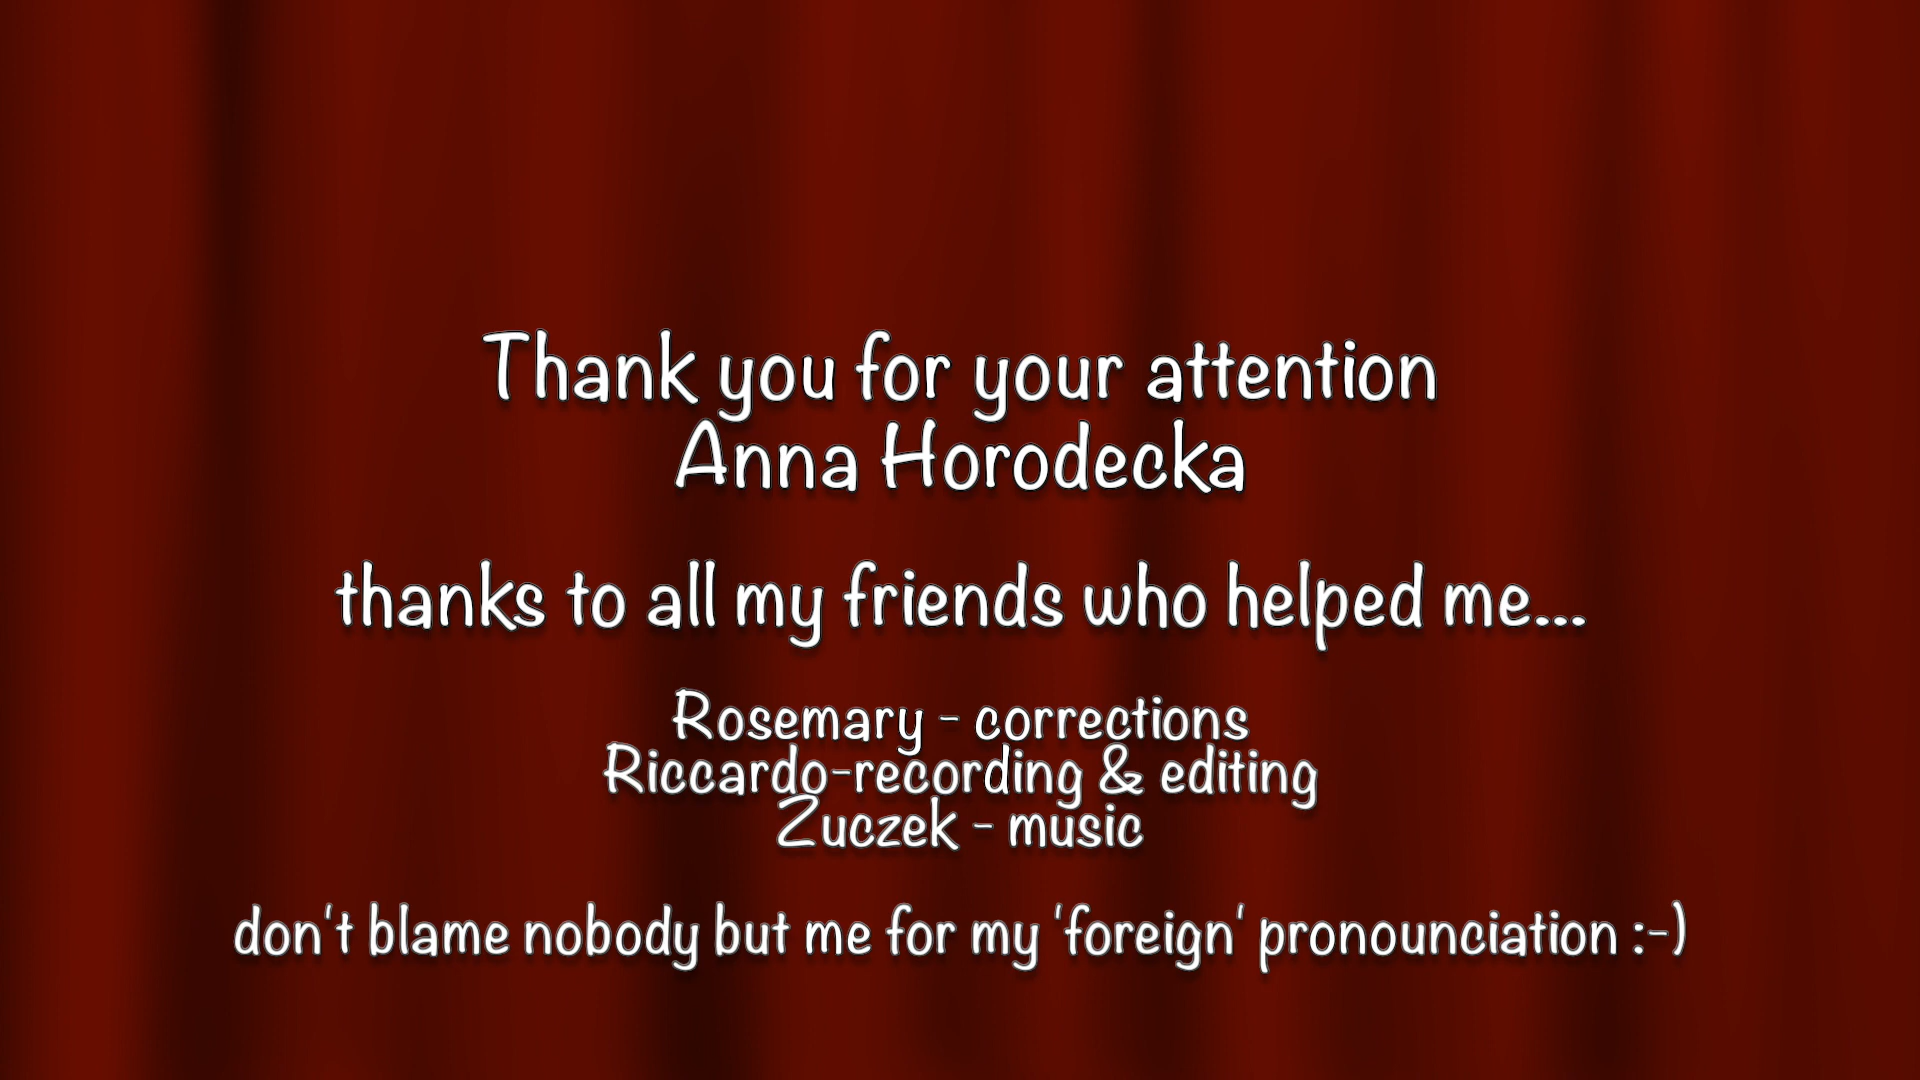 Thank you for your attention
Anna Horodecka
thanks to all my friends who helped me...
Rosemary - corrections
Riccardo-recording & editing
Zuczek - music
don't blame nobody but me for my 'foreign' pronounciation :-)